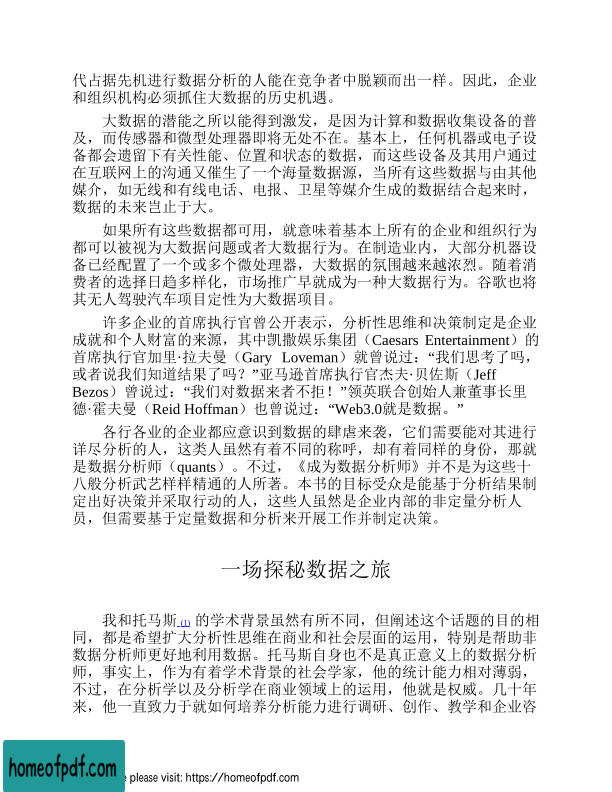 代占据先机进行数据分析的人能在竞争者中脱颖而出一样。因此，企业
和组织机构必须抓住大数据的历史机遇。
大数据的潜能之所以能得到激发，是因为计算和数据收集设备的普
及，而传感器和微型处理器即将无处不在。基本上，任何机器或电子设
备都会遗留下有关性能、位置和状态的数据，而这些设备及其用户通过
在互联网上的沟通又催生了一个海量数据源，当所有这些数据与由其他
媒介，如无线和有线电话、电报、卫星等媒介生成的数据结合起来时，
数据的未来岂止于大。
如果所有这些数据都可用，就意味着基本上所有的企业和组织行为
都可以被视为大数据问题或者大数据行为。在制造业内，大部分机器设
备已经配置了一个或多个微处理器，大数据的氛围越来越浓烈。随着消
费者的选择日趋多样化，市场推广早就成为一种大数据行为。谷歌也将
其无人驾驶汽车项目定性为大数据项目。
许多企业的首席执行官曾公开表示，分析性思维和决策制定是企业
成就和个人财富的来源，其中凯撒娱乐集团（Caesars Entertainment）的
首席执行官加里·拉夫曼（Gary Loveman）就曾说过：“我们思考了吗，
或者说我们知道结果了吗？”亚马逊首席执行官杰夫·贝佐斯（Jeff
Bezos）曾说过：“我们对数据来者不拒！”领英联合创始人兼董事长里
德·霍夫曼（Reid Hoffman）也曾说过：“Web3.0就是数据。”
各行各业的企业都应意识到数据的肆虐来袭，它们需要能对其进行
详尽分析的人，这类人虽然有着不同的称呼，却有着同样的身份，那就
是数据分析师（quants）。不过，《成为数据分析师》并不是为这些十
八般分析武艺样样精通的人所著。本书的目标受众是能基于分析结果制
定出好决策并采取行动的人，这些人虽然是企业内部的非定量分析人
员，但需要基于定量数据和分析来开展工作并制定决策。
一场探秘数据之旅
我和托马斯(1) 的学术背景虽然有所不同，但阐述这个话题的目的相
同，都是希望扩大分析性思维在商业和社会层面的运用，特别是帮助非
数据分析师更好地利用数据。托马斯自身也不是真正意义上的数据分析
师，事实上，作为有着学术背景的社会学家，他的统计能力相对薄弱，
不过，在分析学以及分析学在商业领域上的运用，他就是权威。几十年
来，他一直致力于就如何培养分析能力进行调研、创作、教学和企业咨
homeofpdf.com
e please visit: https://homeofpdf.com